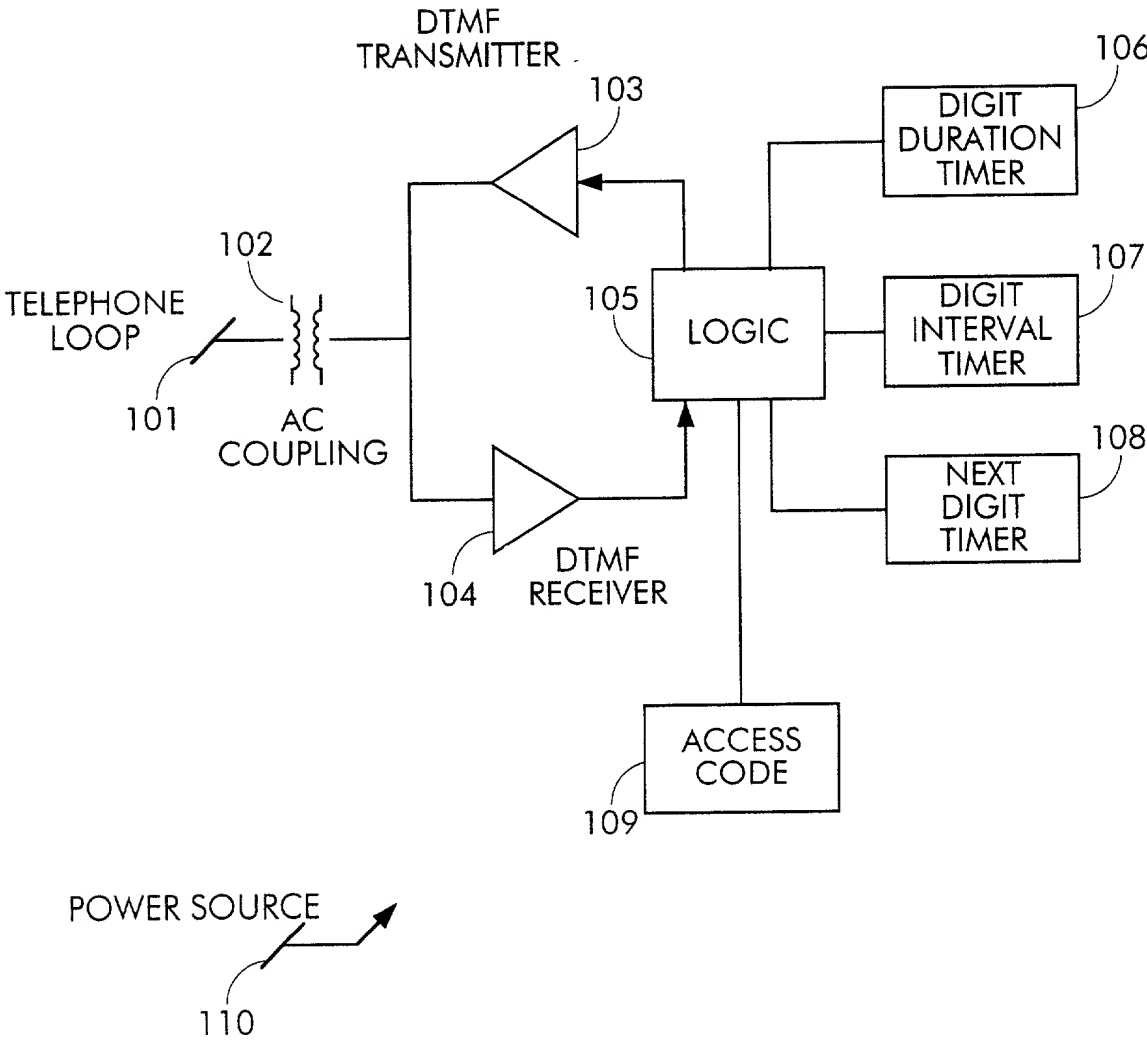 DTMF
TRANSMITTER
103
106
DIGIT
DURATION
TIMER
102
TELEPHONE
LOOP
101
AC
COUPLING
105
LOGIC
107
DIGIT
INTERVAL
TIMER
108
NEXT
DIGIT
TIMER
104
DTMF
RECEIVER
ACCESS
CODE
109
POWER SOURCE
110